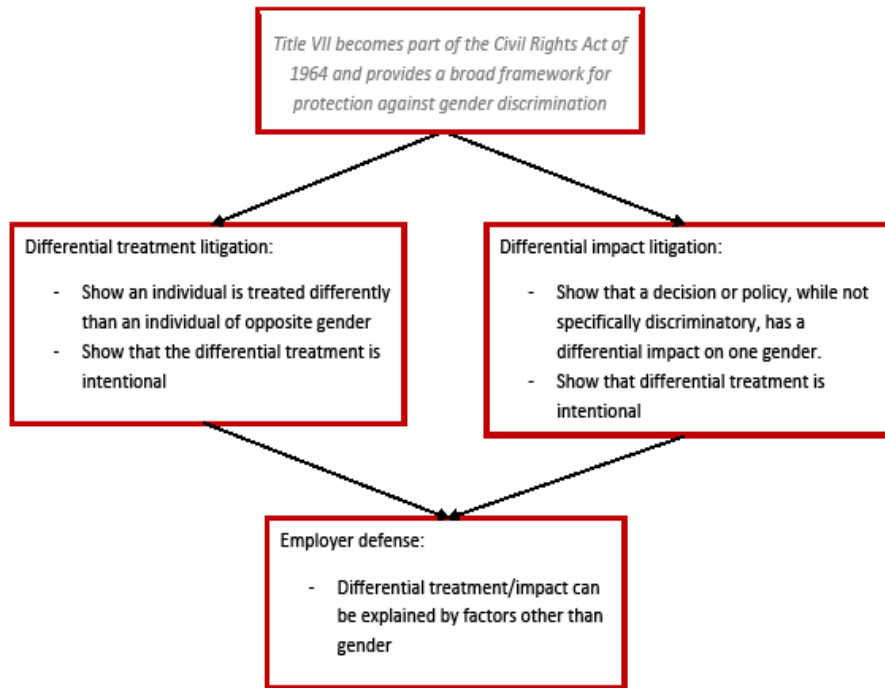 Title VII becomes part of the Civil Rights Act of
1964 and provides a broad framework for
protection against gender discrimination
Differential treatment litigation:
- Show an individual is treated differently
than an individual of opposite gender
- Show that the differential treatment is
intentional
Differential impact litigation:
- Show that a decision or policy, while not
specifically discriminatory, has a
differential impact on one gender.
- Show that differential treatment is
intentional
Employer defense:
- Differential treatment/impact can
be explained by factors other than
gender